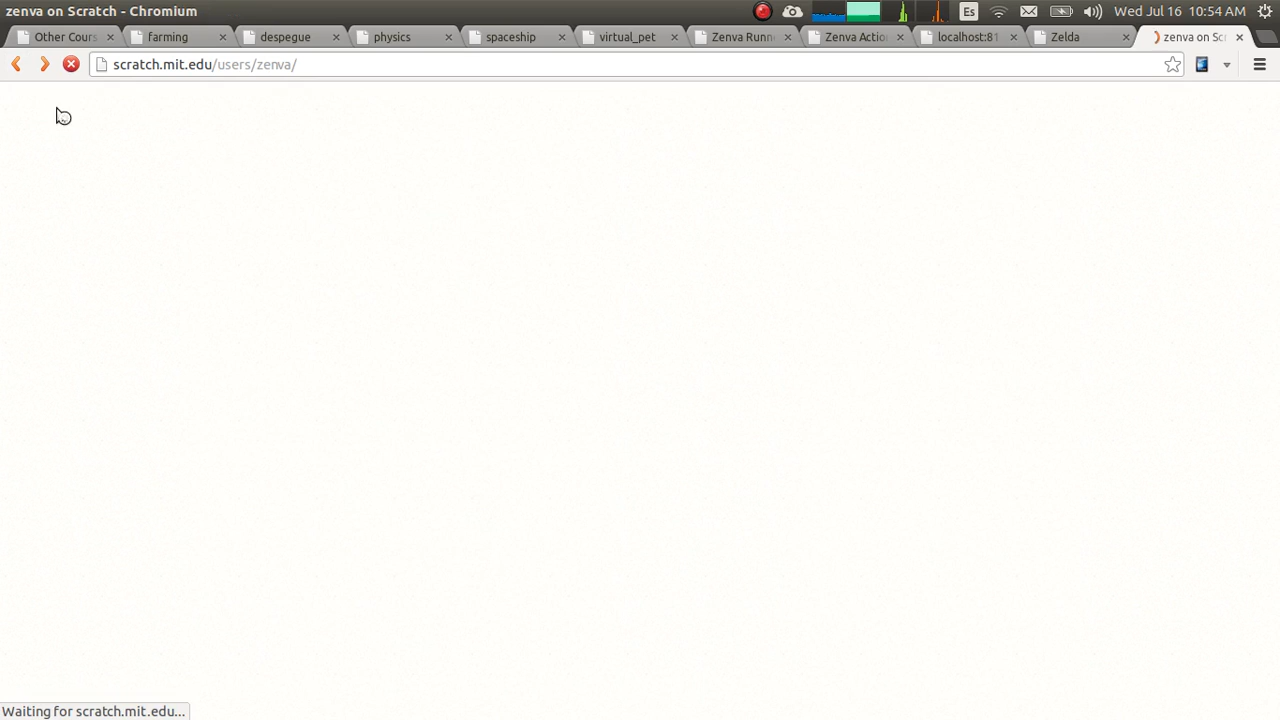 zenva on Scratch - Chromium
Es
Wed Jul 16 10:54 AM
Other Cours
farming
despegue
physics
spaceship
virtual_pet
Zenva Runn
Zenva Actio
localhost:81
Zelda
zenva on Sc
scratch.mit.edu/users/zenva/
Waiting for scratch.mit.edu...